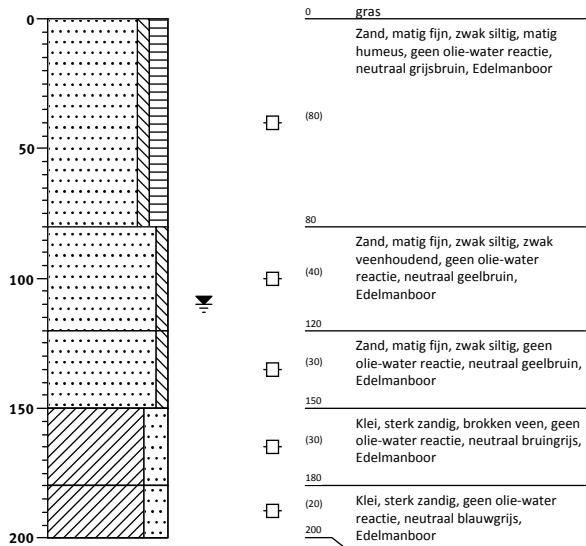 0
50
100
150
200
0 gras
Zand, matig fijn, zwak siltig, matig
humeus, geen olie-water reactie,
neutraal grijsbruin, Edelmanboor
(80)
80
Zand, matig fijn, zwak siltig, zwak
veenhoudend, geen olie-water
(40)
reactie, neutraal geelbruin,
Edelmanboor
120
Zand, matig fijn, zwak siltig, geen
(30)
olie-water reactie, neutraal geelbruin,
Edelmanboor
150
Klei, sterk zandig, brokken veen, geen
(30)
olie-water reactie, neutraal bruingrijs,
Edelmanboor
180
Klei, sterk zandig, geen olie-water
(20)
reactie, neutraal blauwgrijs,
200
Edelmanboor